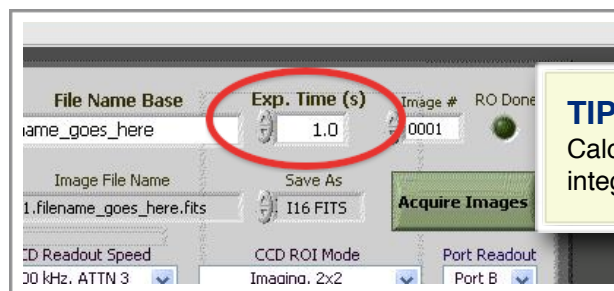 File Name Base Exp. Time (s) Image # RO Done
name_goes_here 1.0 0001
TIP
Image File Name Save As
1.filename_goes_here.fits I16 FITS Acquire Images
CCD Readout Speed CCD ROI Mode Port Readout
00 kHz, ATTN 3 Imaging, 2x2 Port B